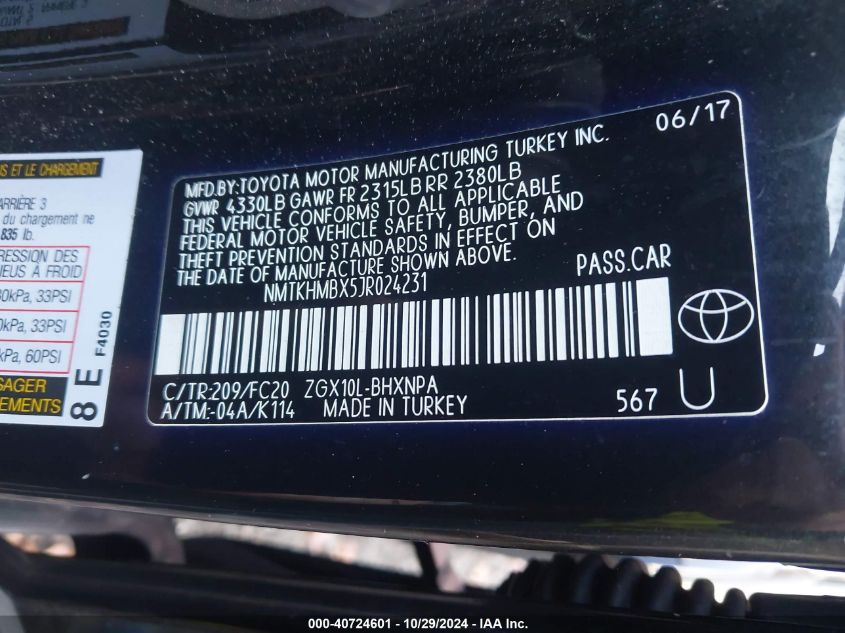 US ET LE CHARGEMENT
ARRIÈRE 3
du chargement ne
835 lb.
RESSION DES
NEUS À FROID
0kPa, 33PSI
0kPa, 33PSI
kPa, 60PSI
SAGER
EMENTS
8 E F4030
06/17
MFD.BY:TOYOTA MOTOR MANUFACTURING TURKEY INC.
GVWR 4330LB GAWR FR 2315LB RR 2380LB
THIS VEHICLE CONFORMS TO ALL APPLICABLE
FEDERAL MOTOR VEHICLE SAFETY, BUMPER, AND
THEFT PREVENTION STANDARDS IN EFFECT ON
THE DATE OF MANUFACTURE SHOWN ABOVE.
NMTKHMBX5JR024231 PASS.CAR
C/TR:209/FC20 ZGX10L-BHXNPA
A/TM:-04A/K114 MADE IN TURKEY
567 U
000-40724601 - 10/29/2024 - IAA Inc.